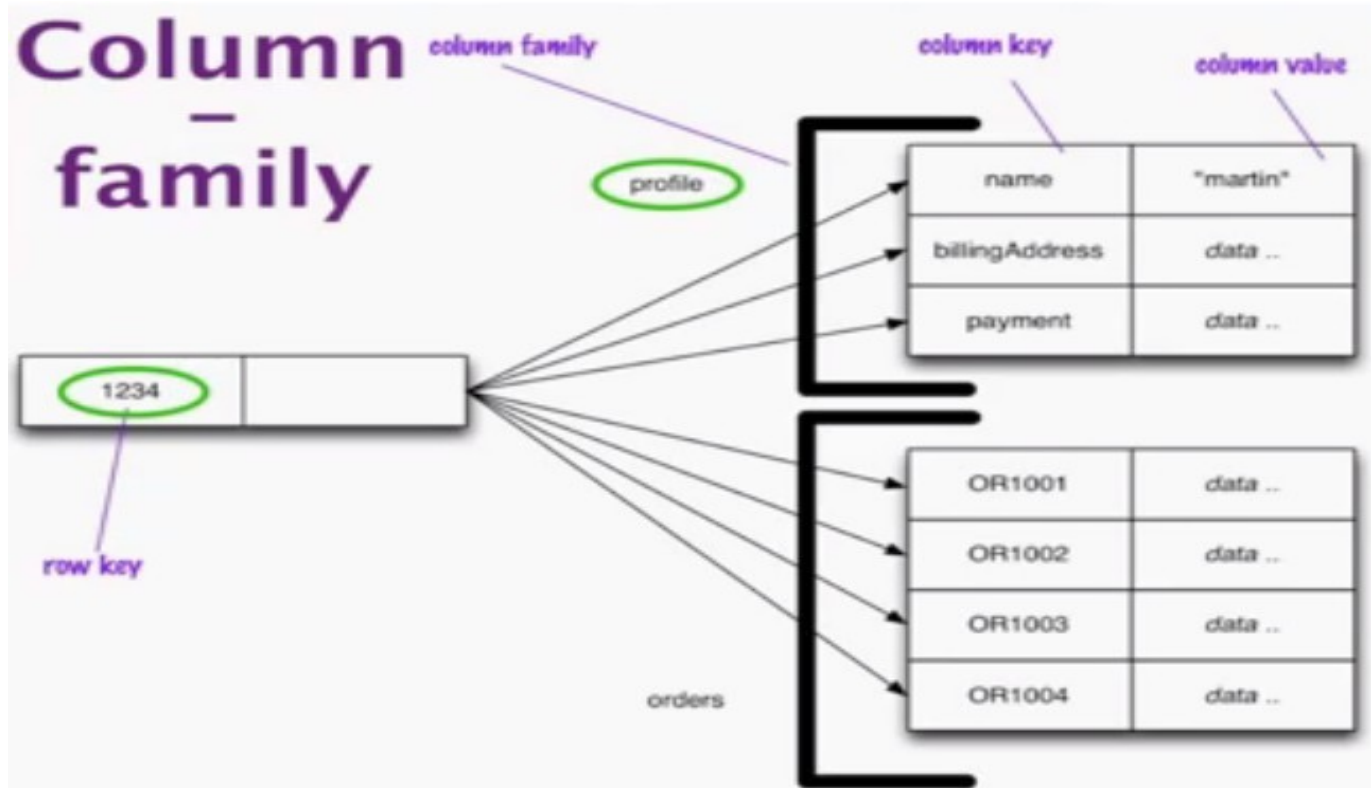 Column
–
family
column family
column key
column value
profile
name
"martin"
billingAddress
data ..
payment
data ..
1234
row key
OR1001
data ..
OR1002
data ..
OR1003
data ..
OR1004
data ..
orders